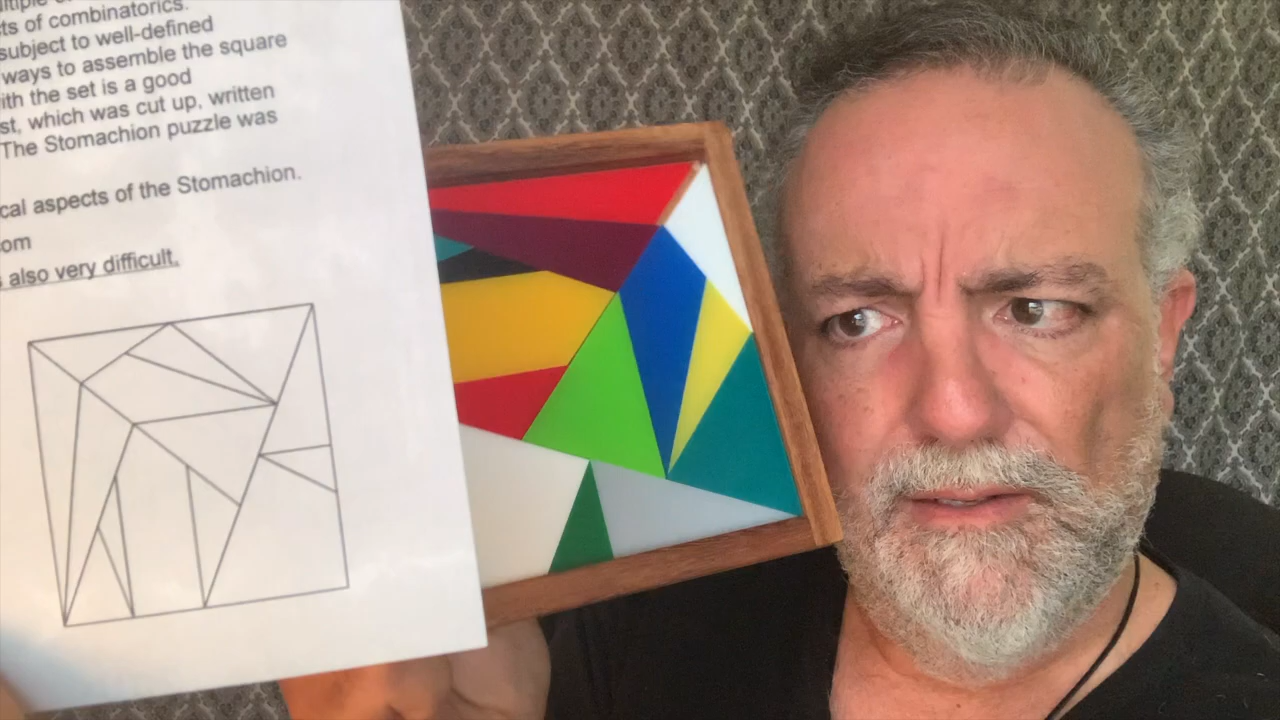 ts of combinatorics.
subject to well-defined
ways to assemble the square
ith the set is a good
st, which was cut up, written
The Stomachion puzzle was
cal aspects of the Stomachion.
om
also very difficult.